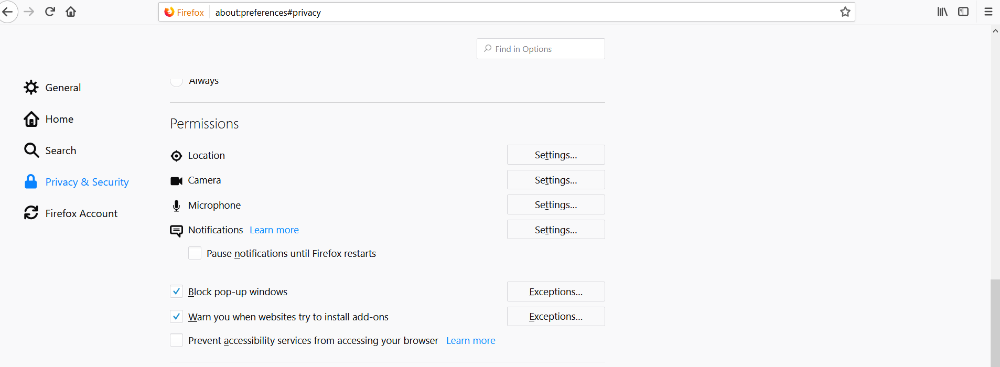 Firefox about:preferences#privacy
Find in Options
General
Home
Search
Privacy & Security
Firefox Account
Always
Permissions
Location Settings...
Camera Settings...
Microphone Settings...
Notifications Learn more Settings...
Pause notifications until Firefox restarts
Block pop-up windows Exceptions...
Warn you when websites try to install add-ons Exceptions...
Prevent accessibility services from accessing your browser Learn more